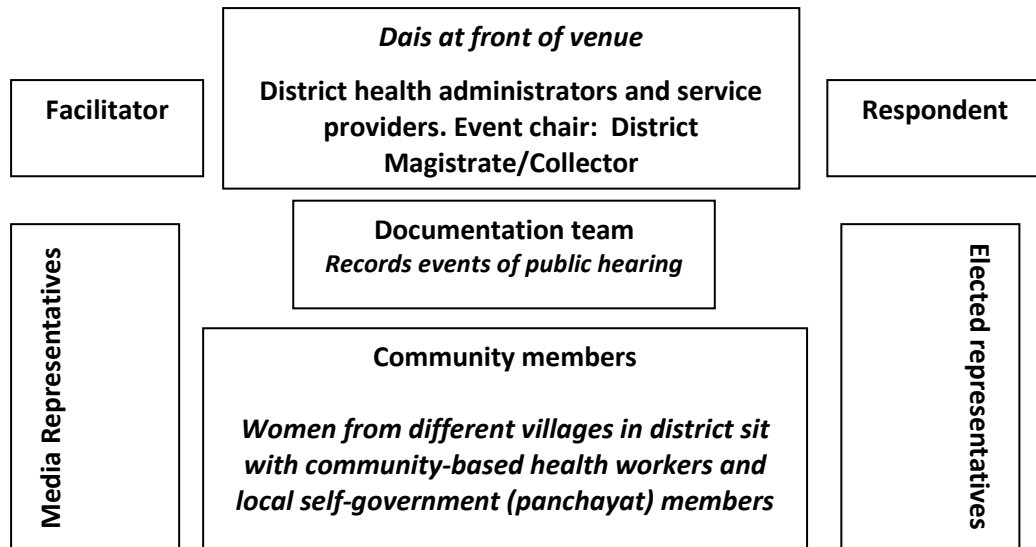 Dais at front of venue
District health administrators and service
providers. Event chair:  District
Magistrate/Collector
Facilitator
Respondent
Documentation team
Records events of public hearing
Media Representatives
Elected representatives
Community members
Women from different villages in district sit
with community-based health workers and
local self-government (panchayat) members